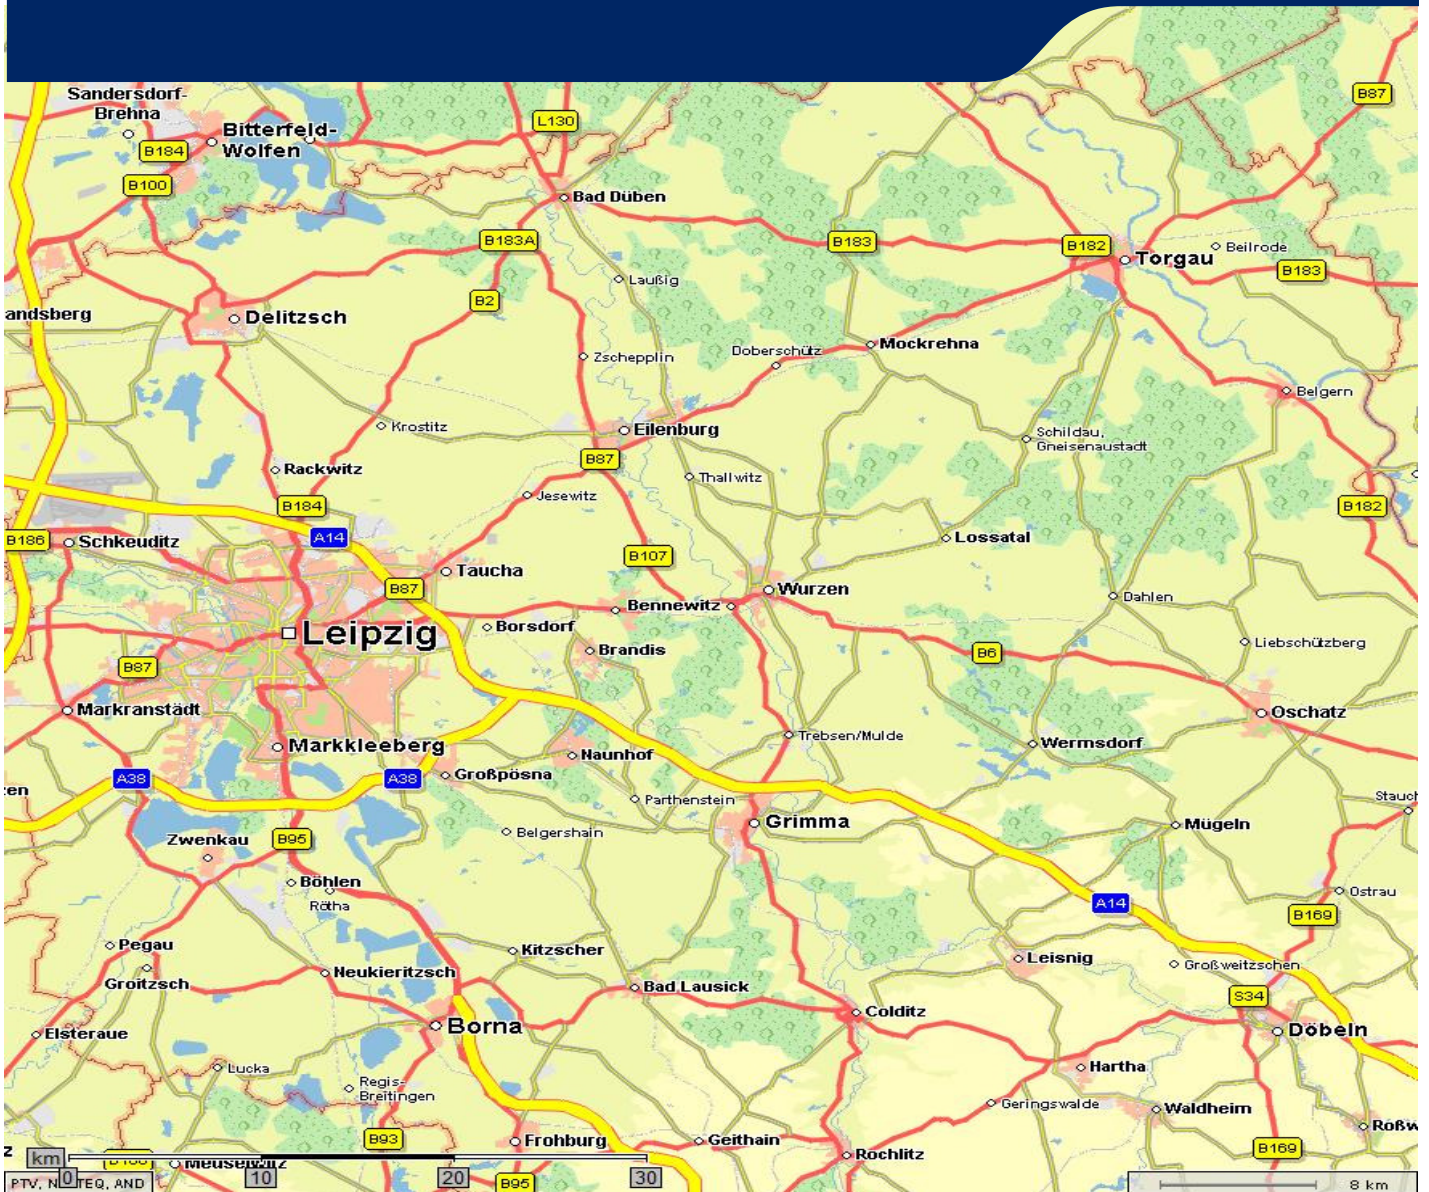 B87
Sandersdorf-
Brehna
L130
Bitterfeld-
Wolfen
B184
B100
Bad Düben
B183A
B183
B182
Beilrode
Torgau
B183
Laußig
B2
andsberg
Delitzsch
Mockrehna
Doberschütz
Zschepplin
Belgern
Krostitz
Eilenburg
Schildau,
Gneisenaustadt
B87
Rackwitz
Thallwitz
Jesewitz
B184
B182
A14
B186
Schkeuditz
Lossatal
B107
Taucha
B87
Wurzen
Dahlen
Bennewitz
Borsdorf
Leipzig
Liebschützberg
Brandis
B6
B87
Markranstädt
Oschatz
Trebsen/Mulde
Wermsdorf
Markkleeberg
Naunhof
A38
A38
Großpösna
zen
Parthenstein
Stauch
Grimma
Mügeln
Belgershain
Zwenkau
B95
Böhlen
Ostrau
Rötha
A14
B169
Pegau
Kitzscher
Leisnig
Großweitzschen
Neukieritzsch
Groitzsch
Bad Lausick
S34
Colditz
Borna
Döbeln
Elsteraue
Lucka
Hartha
Regis-
Breitingen
Geringswalde
Waldheim
Roßw
B93
Frohburg
Geithain
B169
z
km
Rochlitz
Meuselwitz
0
10
20
30
B95
PTV, N TEQ, AND
8 km